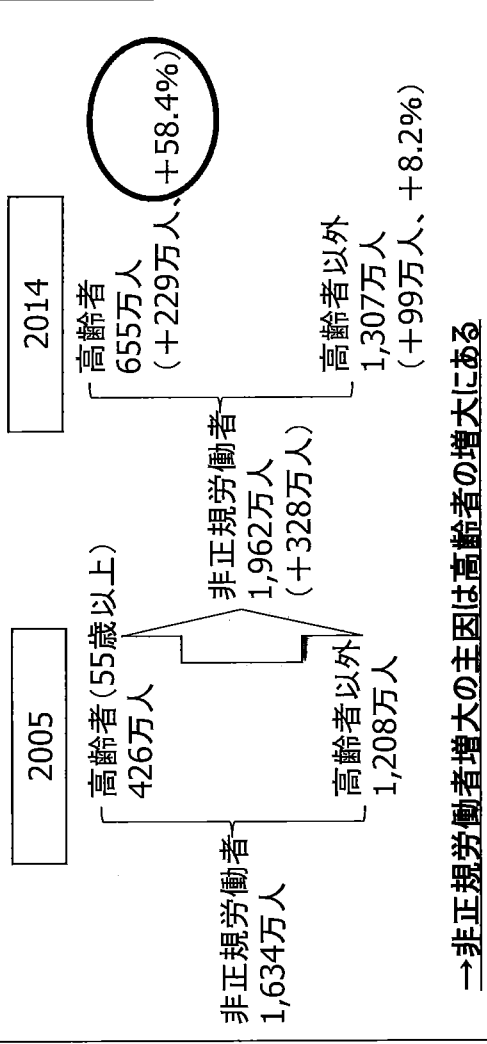 2005
2014
非正規労働者
1,634万人
高齢者(55歳以上)
426万人
高齢者以外
1,208万人
非正規労働者
1,962万人
(+328万人)
高齢者
655万人
(+229万人、+58.4%)
高齢者以外
1,307万人
(+99万人、+8.2%)
→非正規労働者増大の主因は高齢者の増大にある